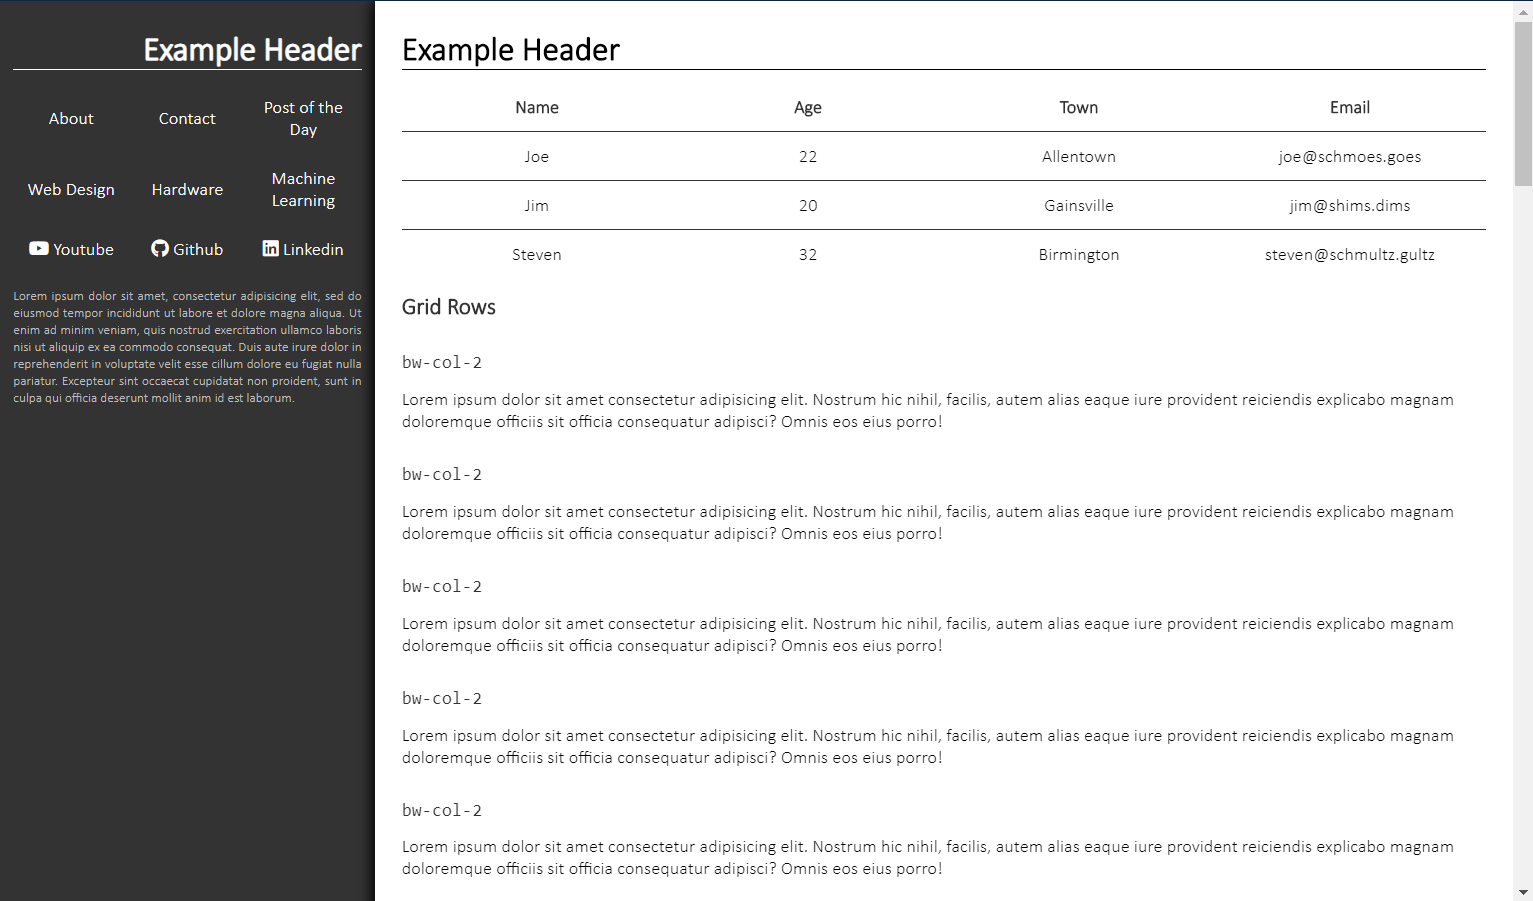 Example Header
About Contact Post of the
Day
Web Design Hardware Machine
Learning
Youtube Github Linkedin
Lorem ipsum dolor sit amet, consectetur adipisicing elit, sed do
eiusmod tempor incididunt ut labore et dolore magna aliqua. Ut
enim ad minim veniam, quis nostrud exercitation ullamco laboris
nisi ut aliquip ex ea commodo consequat. Duis aute irure dolor in
reprehenderit in voluptate velit esse cillum dolore eu fugiat nulla
pariatur. Excepteur sint occaecat cupidatat non proident, sunt in
culpa qui officia deserunt mollit anim id est laborum.
Example Header
Name Age Town Email
Joe 22 Allentown joe@schmoes.goes
Jim 20 Gainsville jim@shims.dims
Steven 32 Birmington steven@schmultz.gultz
Grid Rows
bw-col-2
Lorem ipsum dolor sit amet consectetur adipisicing elit. Nostrum hic nihil, facilis, autem alias eaque iure provident reiciendis explicabo magnam
doloremque officiis sit officia consequatur adipisci? Omnis eos eius porro!
bw-col-2
Lorem ipsum dolor sit amet consectetur adipisicing elit. Nostrum hic nihil, facilis, autem alias eaque iure provident reiciendis explicabo magnam
doloremque officiis sit officia consequatur adipisci? Omnis eos eius porro!
bw-col-2
Lorem ipsum dolor sit amet consectetur adipisicing elit. Nostrum hic nihil, facilis, autem alias eaque iure provident reiciendis explicabo magnam
doloremque officiis sit officia consequatur adipisci? Omnis eos eius porro!
bw-col-2
Lorem ipsum dolor sit amet consectetur adipisicing elit. Nostrum hic nihil, facilis, autem alias eaque iure provident reiciendis explicabo magnam
doloremque officiis sit officia consequatur adipisci? Omnis eos eius porro!
bw-col-2
Lorem ipsum dolor sit amet consectetur adipisicing elit. Nostrum hic nihil, facilis, autem alias eaque iure provident reiciendis explicabo magnam
doloremque officiis sit officia consequatur adipisci? Omnis eos eius porro!